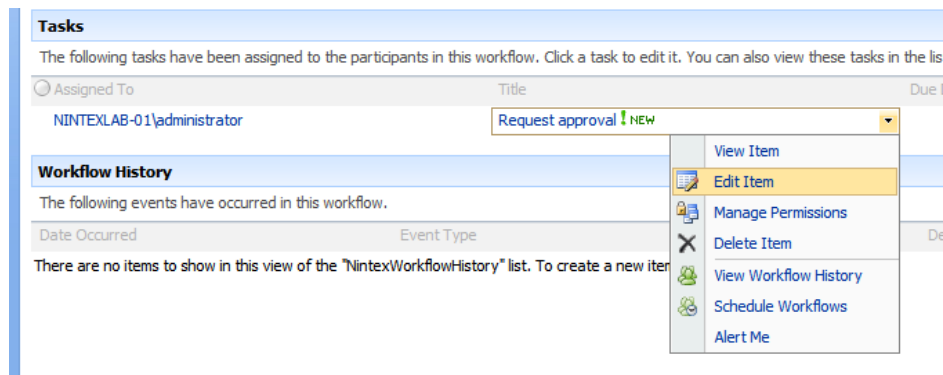 Tasks
The following tasks have been assigned to the participants in this workflow. Click a task to edit it. You can also view these tasks in the
Assigned To Title Due
NINTEXLAB-01\administrator Request approval ! NEW
View Item
Workflow History
Edit Item
The following events have occurred in this workflow.
Manage Permissions
Date Occurred Event Type
Delete Item
There are no items to show in this view of the "NintexWorkflowHistory" list. To create a new
View Workflow History
Schedule Workflows
Alert Me